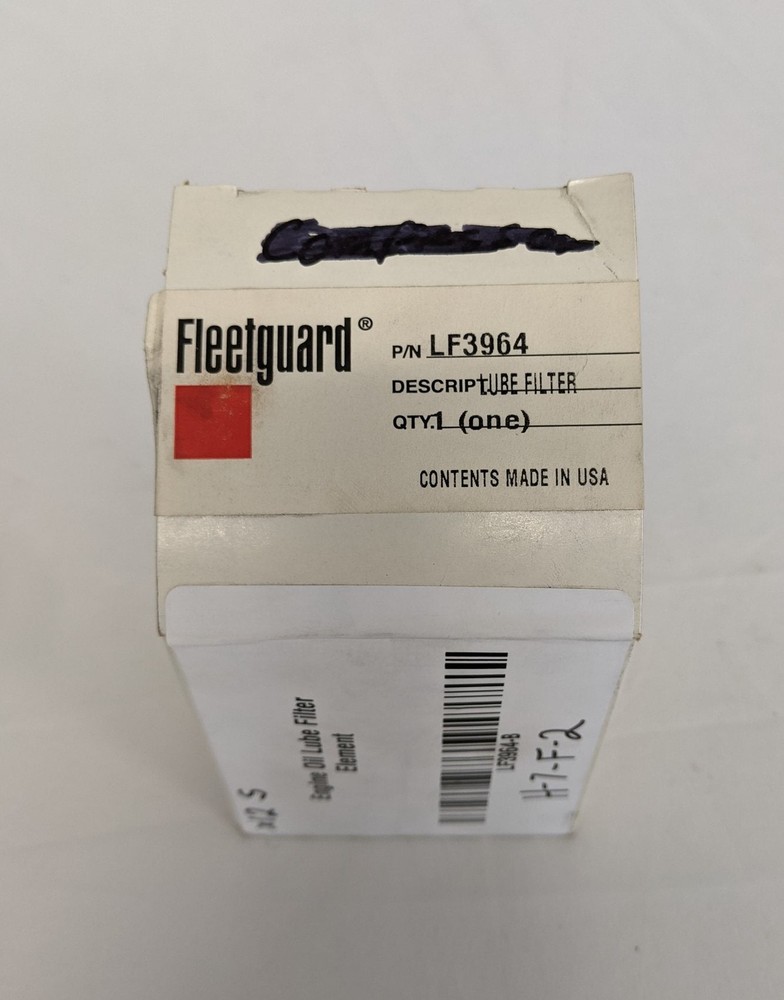 Fleetguard®
P/N LF3964
DESCRIPT. LUBE FILTER
QTY. 1 (one)
CONTENTS MADE IN USA
Engine Oil Lube Filter
Element
LF3964-B
H-7-F-2